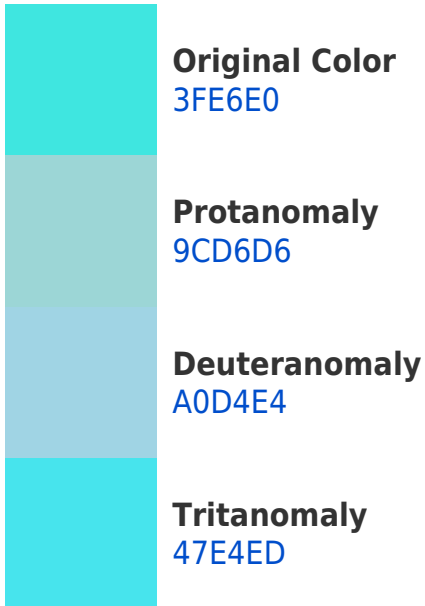 Original Color
3FE6E0
Protanomaly
9CD6D6
Deuteranomaly
A0D4E4
Tritanomaly
47E4ED